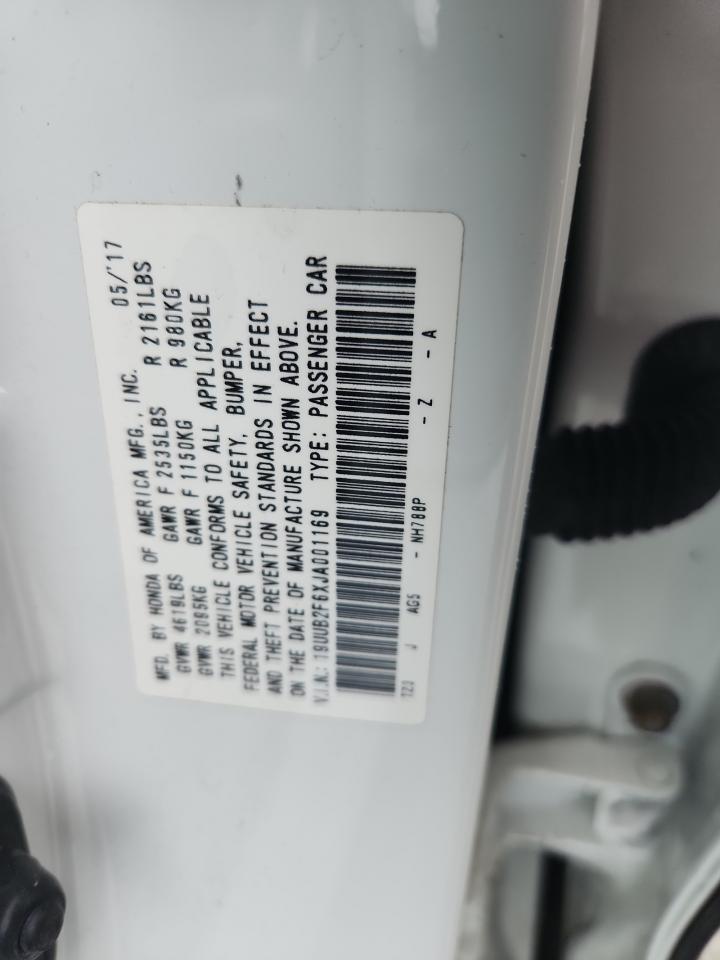 MFD. BY HONDA OF AMERICA MFG., INC. 05/'17
GVWR 4619LBS GAWR F 2535LBS R 2161LBS
GVWR 2095KG GAWR F 1150KG R 980KG
THIS VEHICLE CONFORMS TO ALL APPLICABLE
FEDERAL MOTOR VEHICLE SAFETY, BUMPER,
AND THEFT PREVENTION STANDARDS IN EFFECT
ON THE DATE OF MANUFACTURE SHOWN ABOVE.
V.I.N.: 19UUB2F6XJA001169 TYPE: PASSENGER CAR
TZ3 J AG5 - NH788P - Z - A